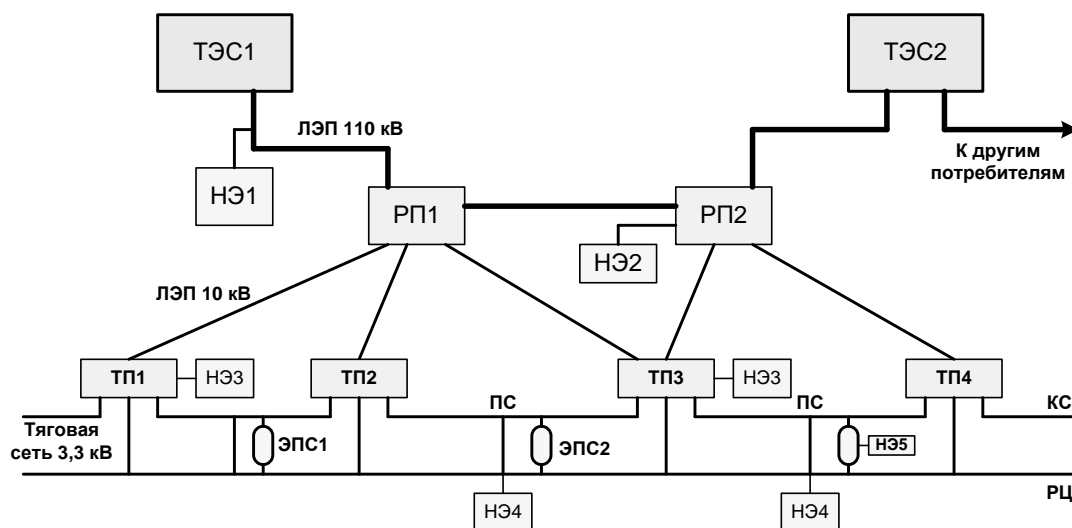 ТЭС1
ТЭС2
ЛЭП 110 кВ
К другим
потребителям
НЭ1
РП1
РП2
НЭ2
ЛЭП 10 кВ
ТП1
НЭ3
ТП2
ТП3
НЭ3
ТП4
ПС
ПС
КС
Тяговая
сеть 3,3 кВ
ЭПС1
ЭПС2
НЭ5
РЦ
НЭ4
НЭ4